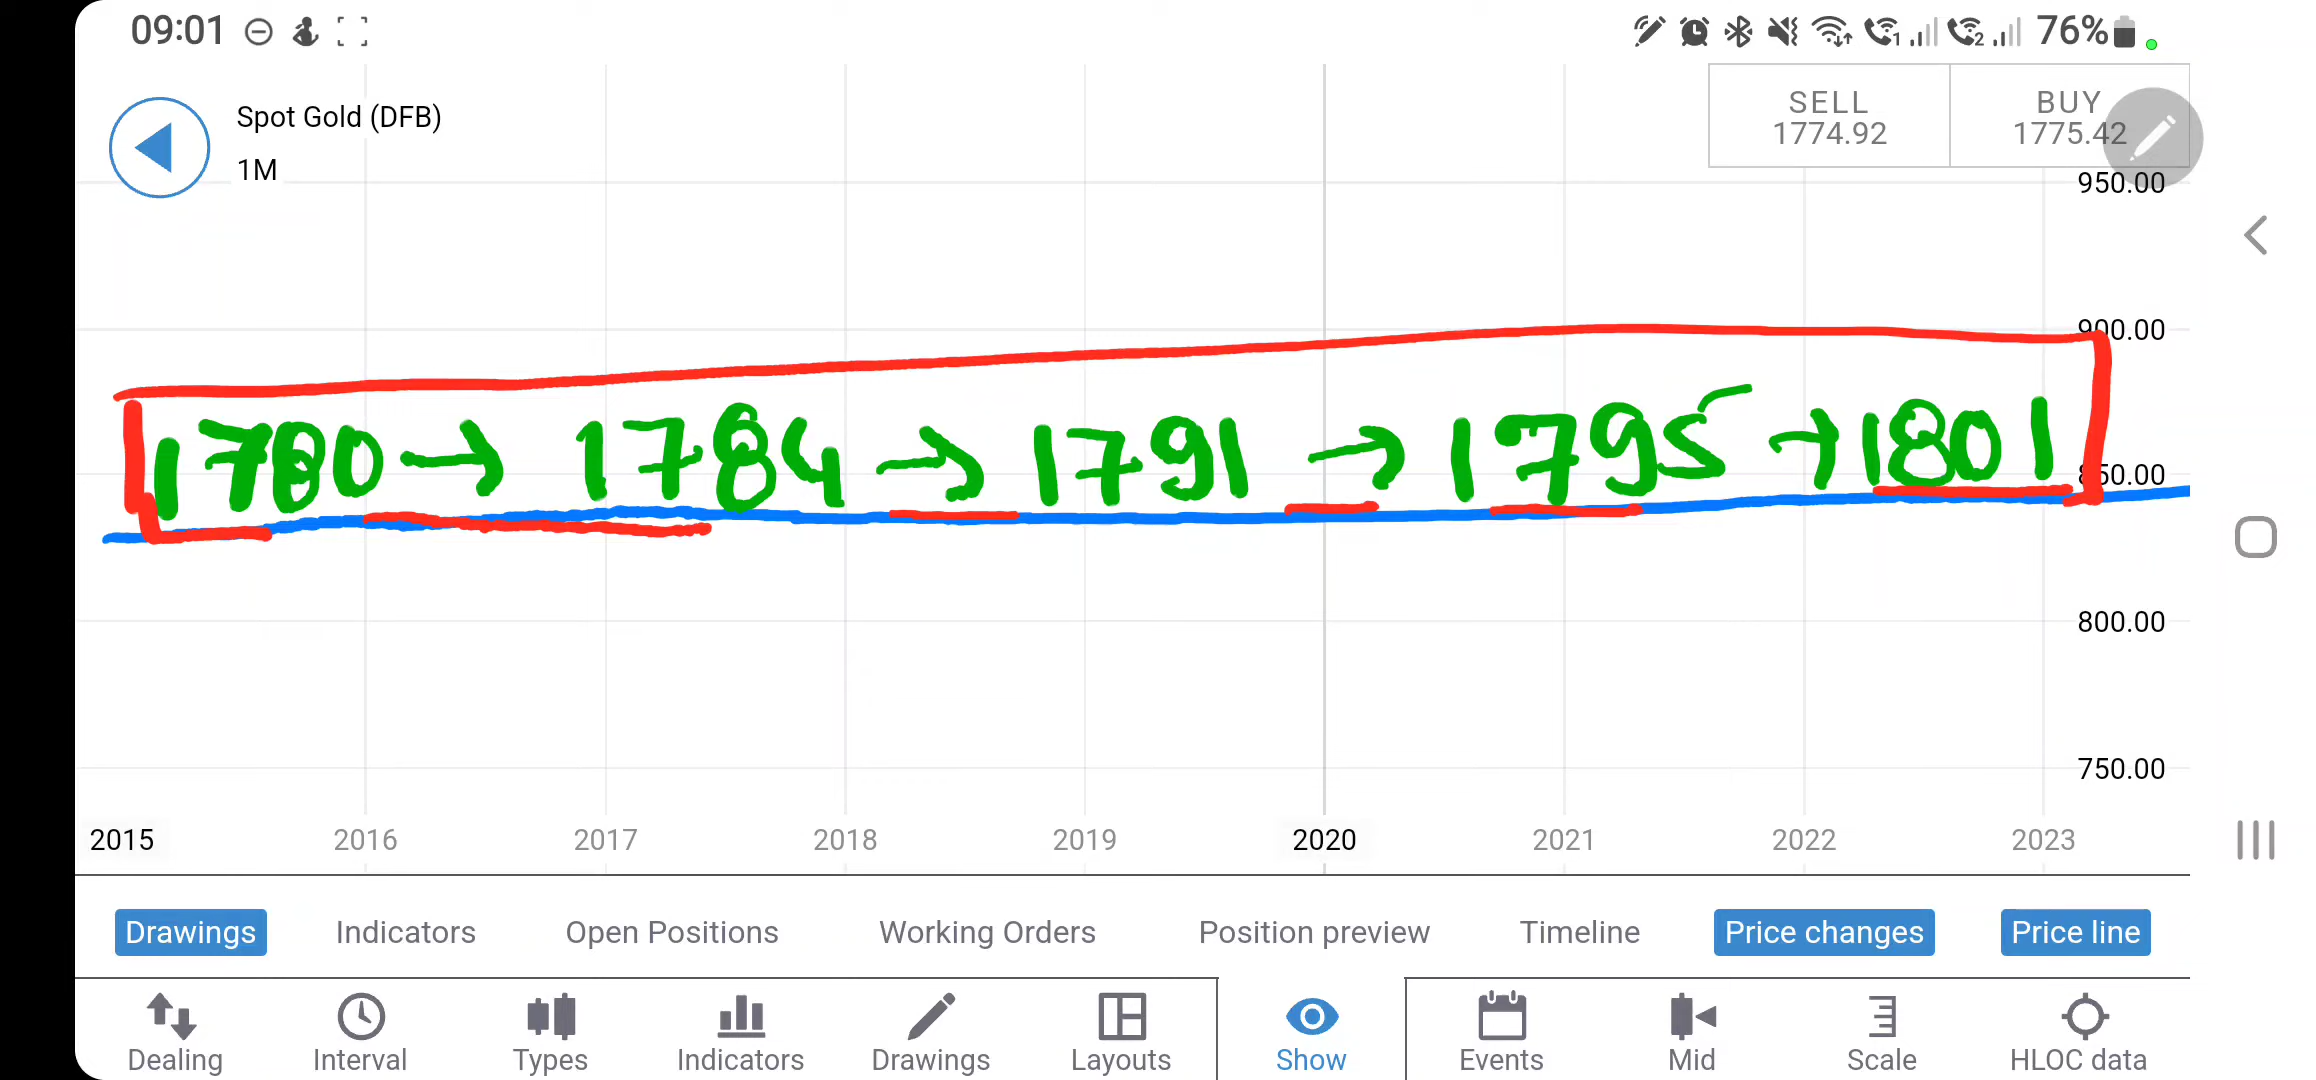 09:01 76%
Spot Gold (DFB)
1M
SELL BUY
1774.92 1775.42
950.00
900.00
1780 → 1784 → 1791 → 1795 → 1801
850.00
800.00
750.00
2015 2016 2017 2018 2019 2020 2021 2022 2023
Drawings Indicators Open Positions Working Orders Position preview Timeline Price changes Price line
Dealing Interval Types Indicators Drawings Layouts Show Events Mid Scale HLOC data